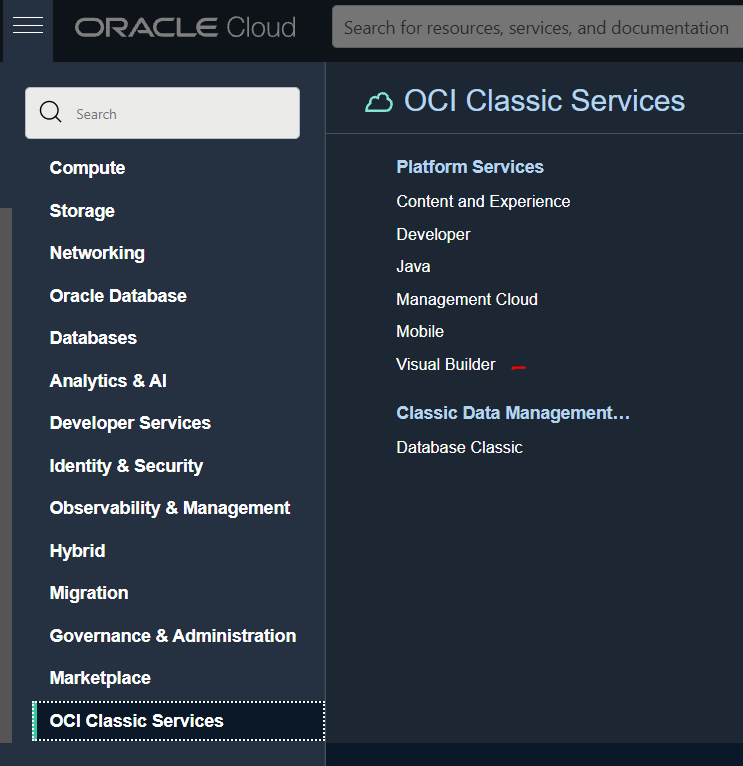 ORACLE Cloud
Search for resources, services, and documentation
Search
Compute
Storage
Networking
Oracle Database
Databases
Analytics & AI
Developer Services
Identity & Security
Observability & Management
Hybrid
Migration
Governance & Administration
Marketplace
OCI Classic Services
OCI Classic Services
Platform Services
Content and Experience
Developer
Java
Management Cloud
Mobile
Visual Builder
Classic Data Management...
Database Classic